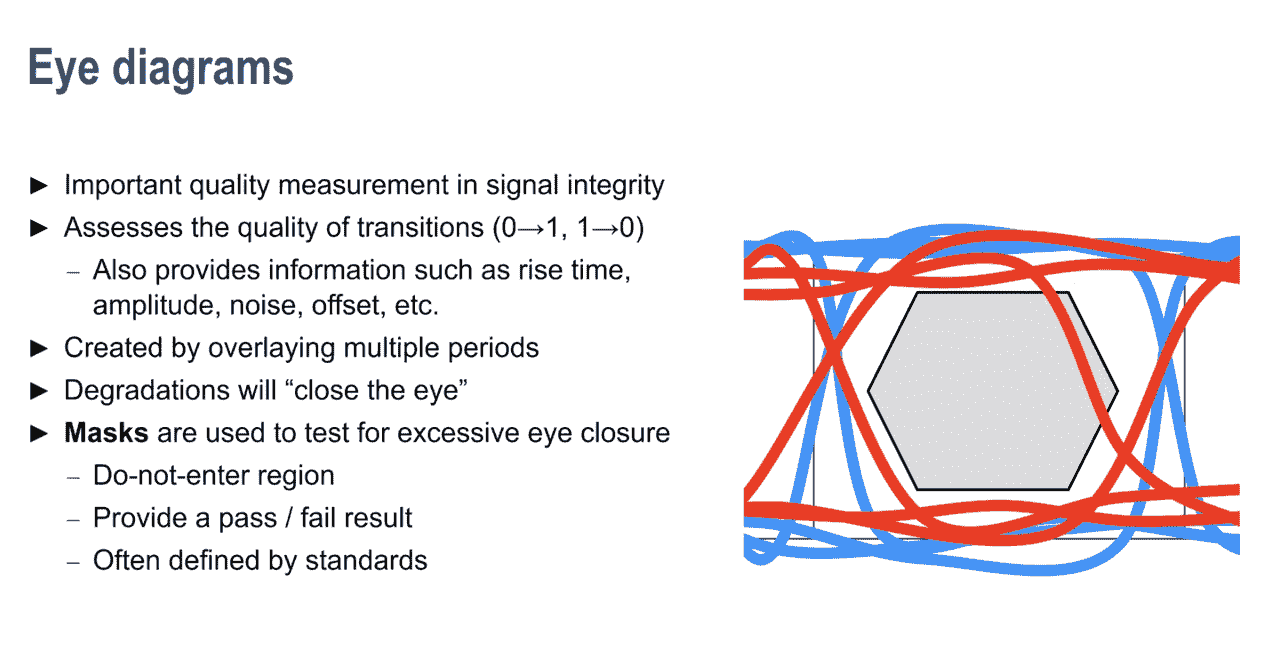 Eye diagrams
► Important quality measurement in signal integrity
► Assesses the quality of transitions (0→1, 1→0)
– Also provides information such as rise time,
amplitude, noise, offset, etc.
► Created by overlaying multiple periods
► Degradations will “close the eye”
► Masks are used to test for excessive eye closure
– Do-not-enter region
– Provide a pass / fail result
– Often defined by standards